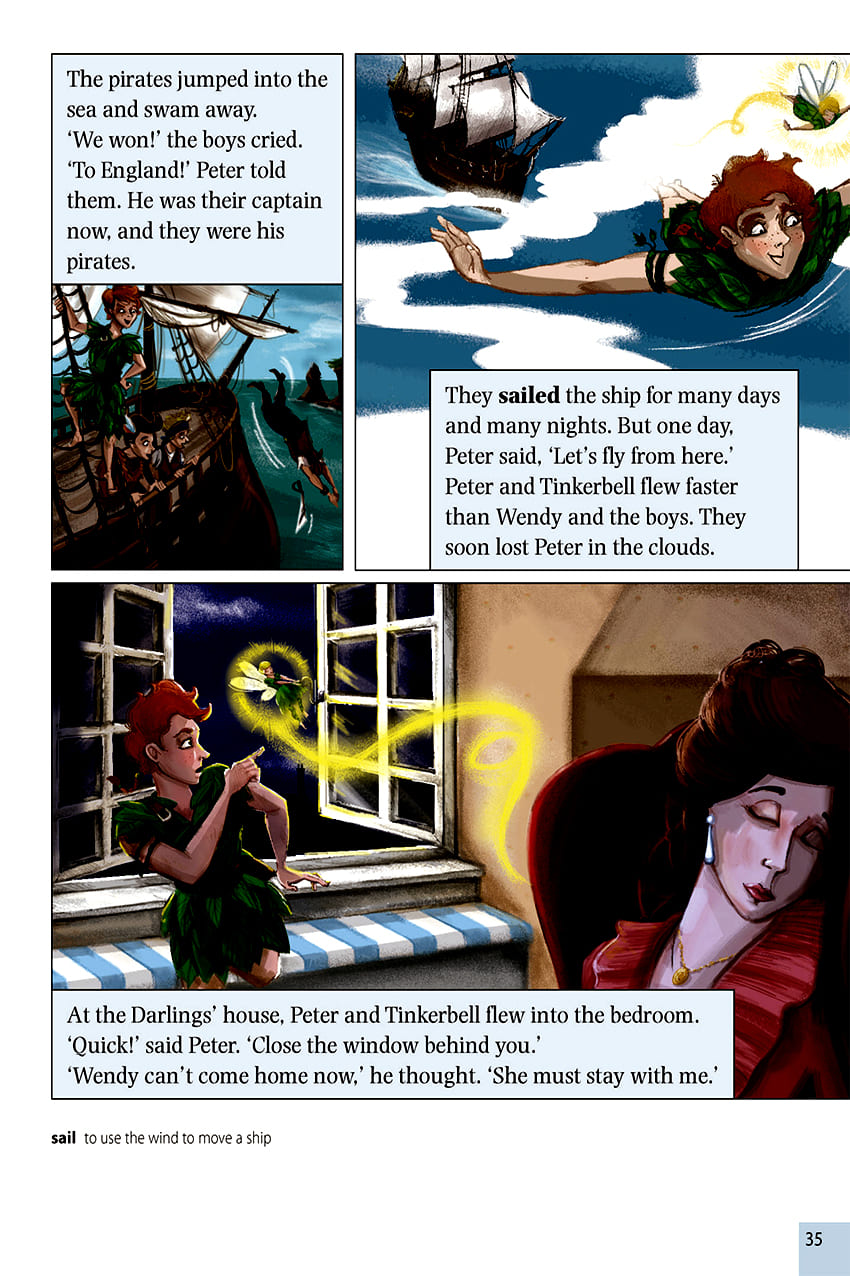 The pirates jumped into the
sea and swam away.
‘We won!’ the boys cried.
‘To England!’ Peter told
them. He was their captain
now, and they were his
pirates.
They sailed the ship for many days
and many nights. But one day,
Peter said, ‘Let’s fly from here.’
Peter and Tinkerbell flew faster
than Wendy and the boys. They
soon lost Peter in the clouds.
At the Darlings’ house, Peter and Tinkerbell flew into the bedroom.
‘Quick!’ said Peter. ‘Close the window behind you.’
‘Wendy can’t come home now,’ he thought. ‘She must stay with me.’
sail to use the wind to move a ship
35